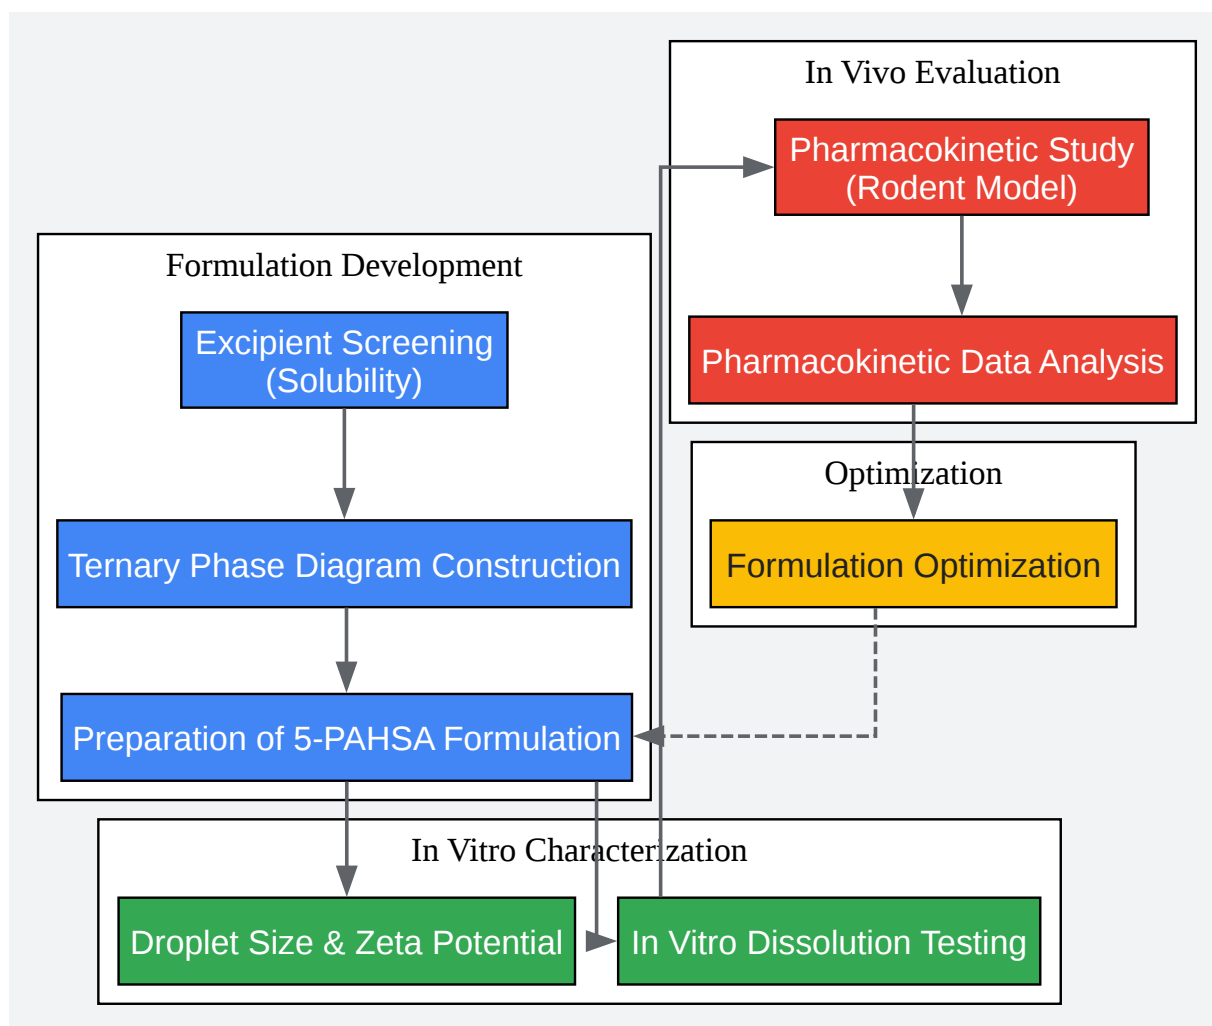 In Vivo Evaluation
Pharmacokinetic Study
(Rodent Model)
Pharmacokinetic Data Analysis
Formulation Development
Excipient Screening
(Solubility)
Ternary Phase Diagram Construction
Preparation of 5-PAHSA Formulation
Optimization
Formulation Optimization
In Vitro Characterization
Droplet Size & Zeta Potential
In Vitro Dissolution Testing